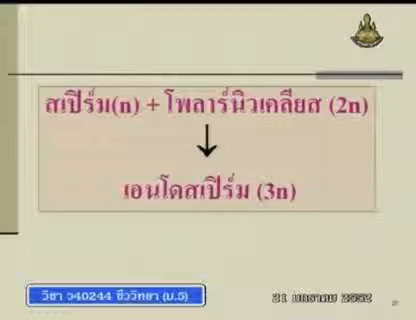 สเปิร์ม(n) + โพลาร์นิวเคลียส (2n)
↓
เอนโดสเปิร์ม (3n)
วิชา ว40244 ชีววิทยา (ม.5)
21 มกราคม 2552